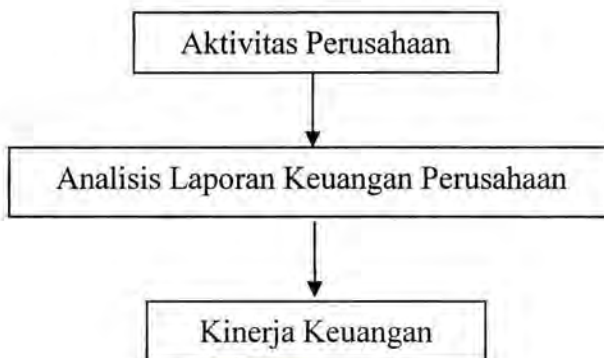 Aktivitas Perusahaan
Analisis Laporan Keuangan Perusahaan
Kinerja Keuangan